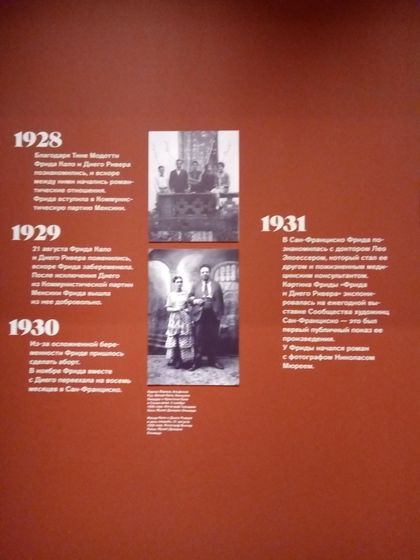 1928
Благодаря Тине Модотти
Фрида Кало и Диего Ривера
познакомились, и вскоре
между ними начались роман-
тические отношения.
Фрида вступила в Коммунис-
тическую партию Мексики.
1929
21 августа Фрида Кало
и Диего Ривера поженились,
вскоре Фрида забеременела.
После исключения Диего
из Коммунистической партии
Мексики Фрида вышла
из нее добровольно.
1930
Из-за осложнений бере-
менности Фриде пришлось
сделать аборт.
В ноябре Фрида вместе
с Диего переехала на восемь
месяцев в Сан-Франциско.
1931
В Сан-Франциско Фрида по-
знакомилась с доктором Лео
Элоессером, который стал ее
другом и пожизненным меди-
цинским консультантом.
Картина Фриды «Фрида
и Диего Ривера» экспони-
ровалась на ежегодной вы-
ставке Сообщества художниц
Сан-Франциско — это был
первый публичный показ ее
произведения.
У Фриды начался роман
с фотографом Николасом
Мюреем.